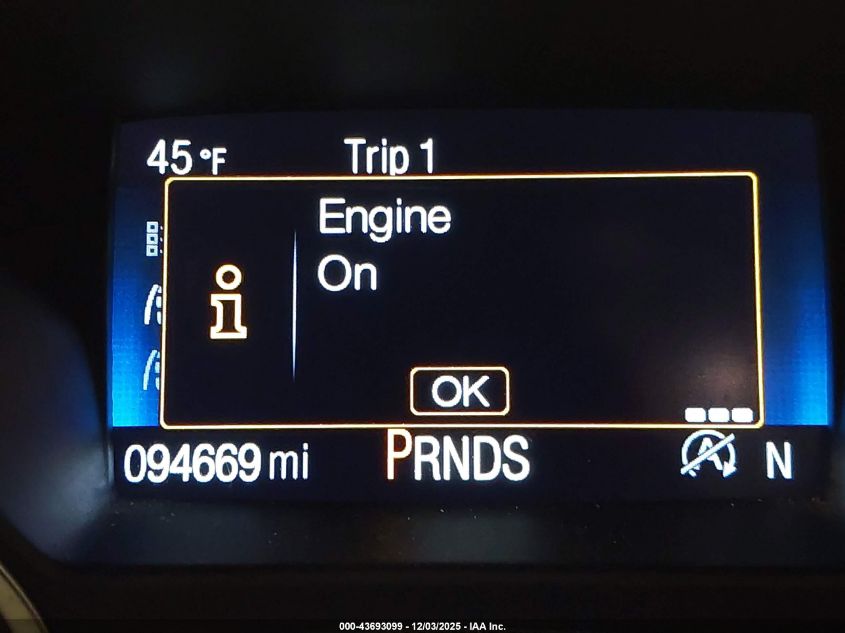 45 °F Trip 1
Engine
On
OK
094669 mi PRNDS A N
000-43693099 - 12/03/2025 - IAA Inc.